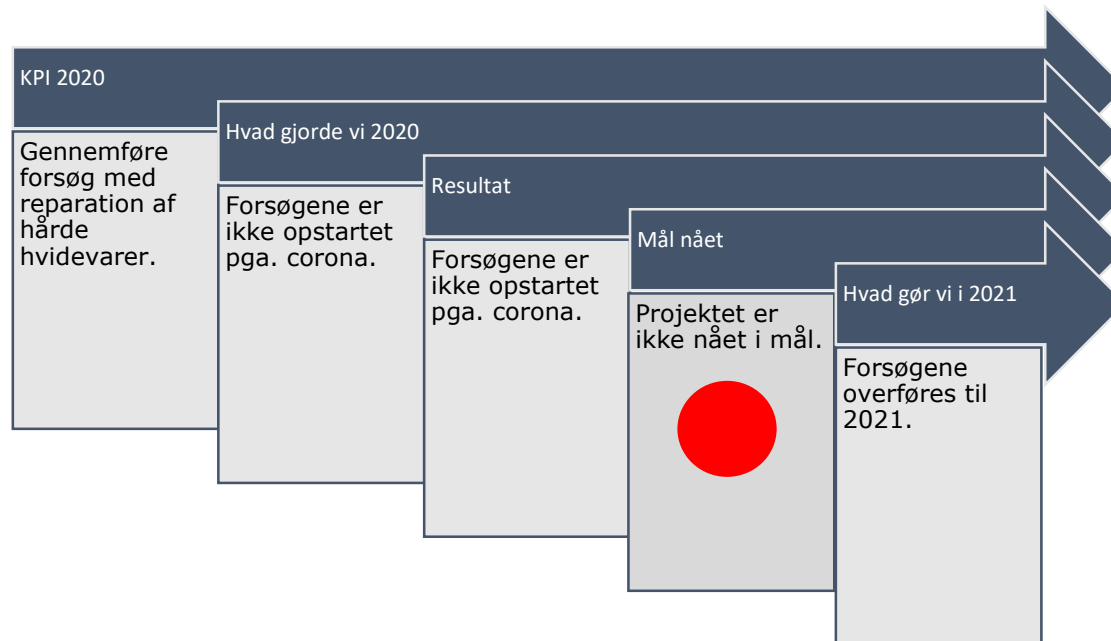 KPI 2020
Gennemføre
forsøg med
reparation af
hårde
hvidevarer.
Hvad gjorde vi 2020
Forsøgene er
ikke opstartet
pga. corona.
Resultat
Forsøgene er
ikke opstartet
pga. corona.
Mål nået
Projektet er
ikke nået i mål.
Hvad gør vi i 2021
Forsøgene
overføres til
2021.